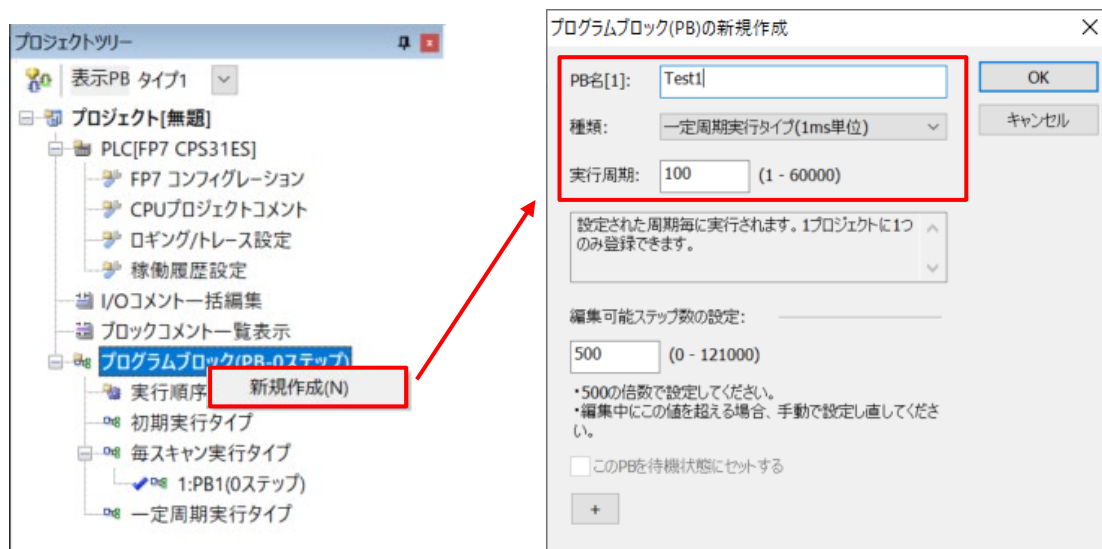 プロジェクトツリー
表示PB タイプ1
プロジェクト[無題]
PLC[FP7 CPS31ES]
FP7 コンフィグレーション
CPUプロジェクトコメント
ロギング/トレース設定
稼働履歴設定
I/Oコメント一括編集
ブロックコメント一覧表示
プログラムブロック(PB-0ステップ)
新規作成(N)
実行順序
初期実行タイプ
毎スキャン実行タイプ
1:PB1(0ステップ)
一定周期実行タイプ
プログラムブロック(PB)の新規作成
PB名[1]: Test1
OK
種類: 一定周期実行タイプ(1ms単位)
キャンセル
実行周期: 100 (1 - 60000)
設定された周期毎に実行されます。1プロジェクトに1つ
のみ登録できます。
編集可能ステップ数の設定:
500 (0 - 121000)
・500の倍数で設定してください。
・編集中にこの値を超える場合、手動で設定し直してくださ
い。
このPBを待機状態にセットする
+